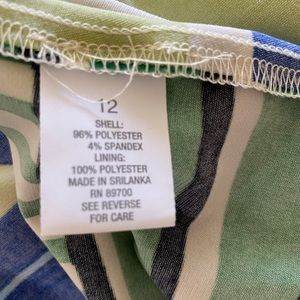 12
SHELL:
96% POLYESTER
4% SPANDEX
LINING:
100% POLYESTER
MADE IN SRILANKA
RN 89700
SEE REVERSE
FOR CARE